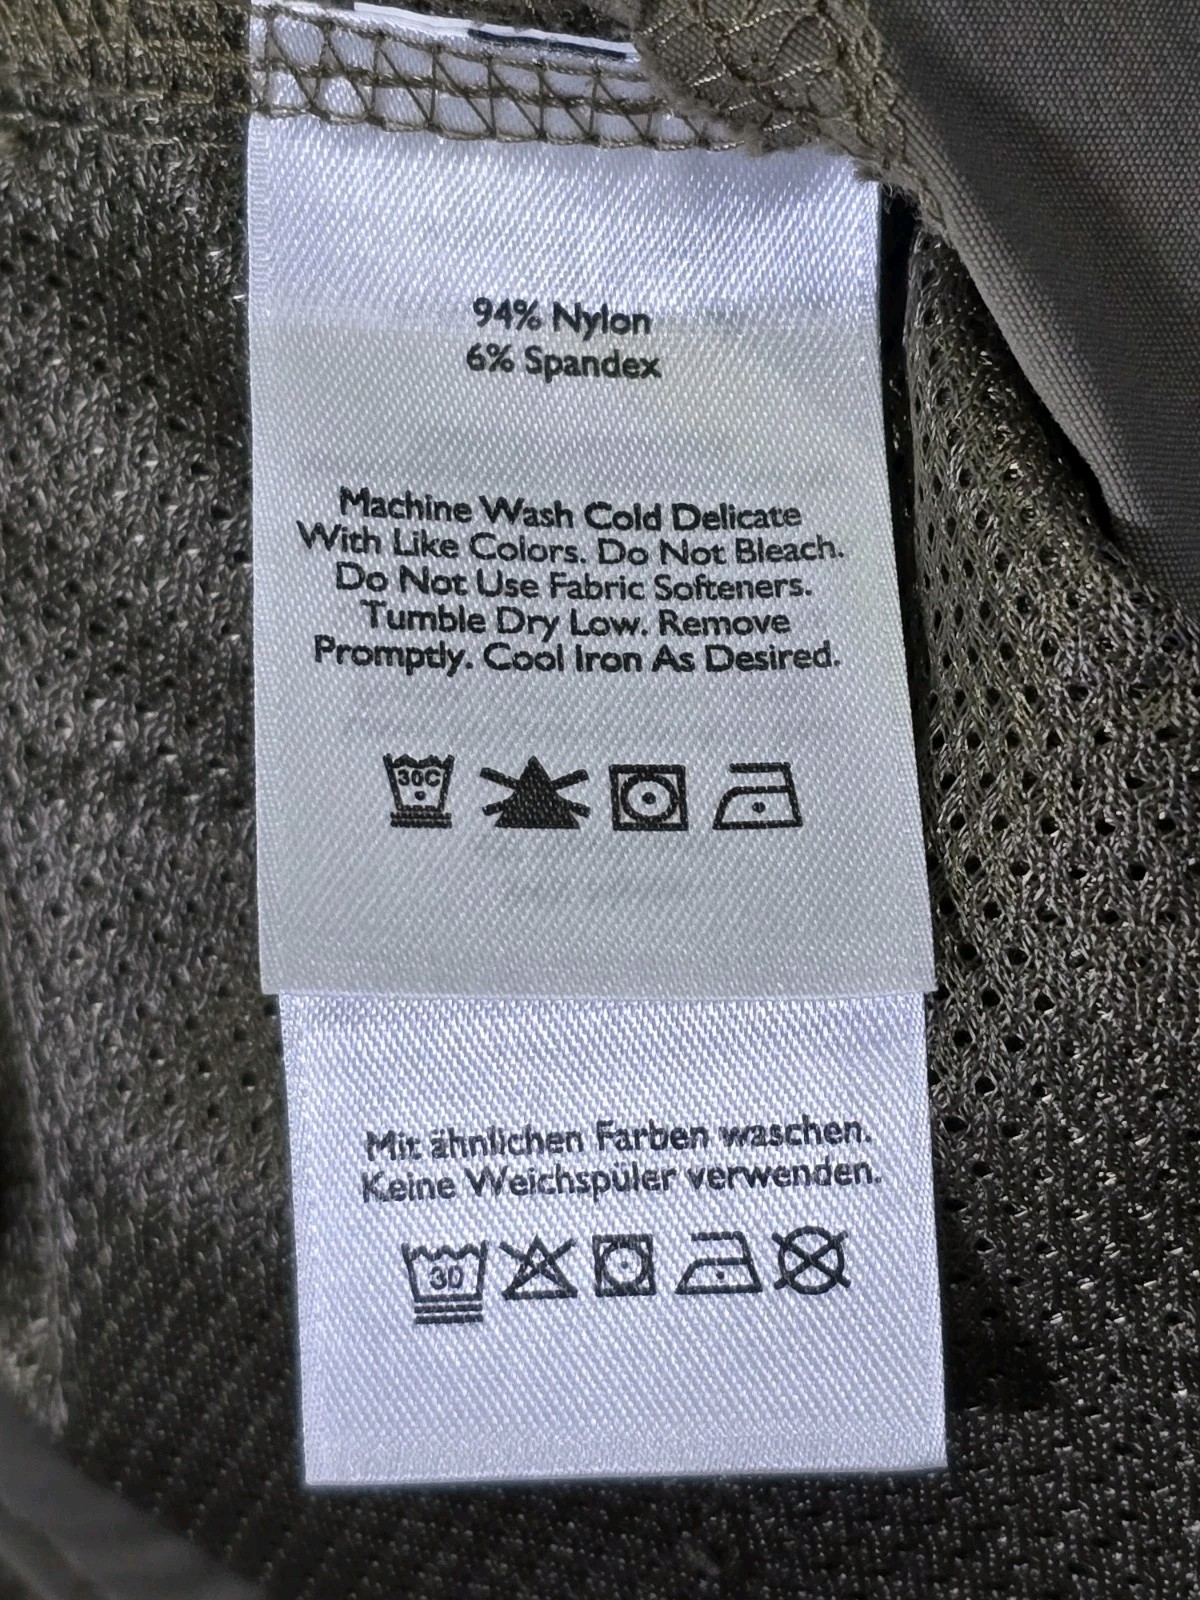 94% Nylon
6% Spandex
Machine Wash Cold Delicate
With Like Colors. Do Not Bleach.
Do Not Use Fabric Softeners.
Tumble Dry Low. Remove
Promptly. Cool Iron As Desired.
30C
Mit ähnlichen Farben waschen.
Keine Weichspüler verwenden.
30